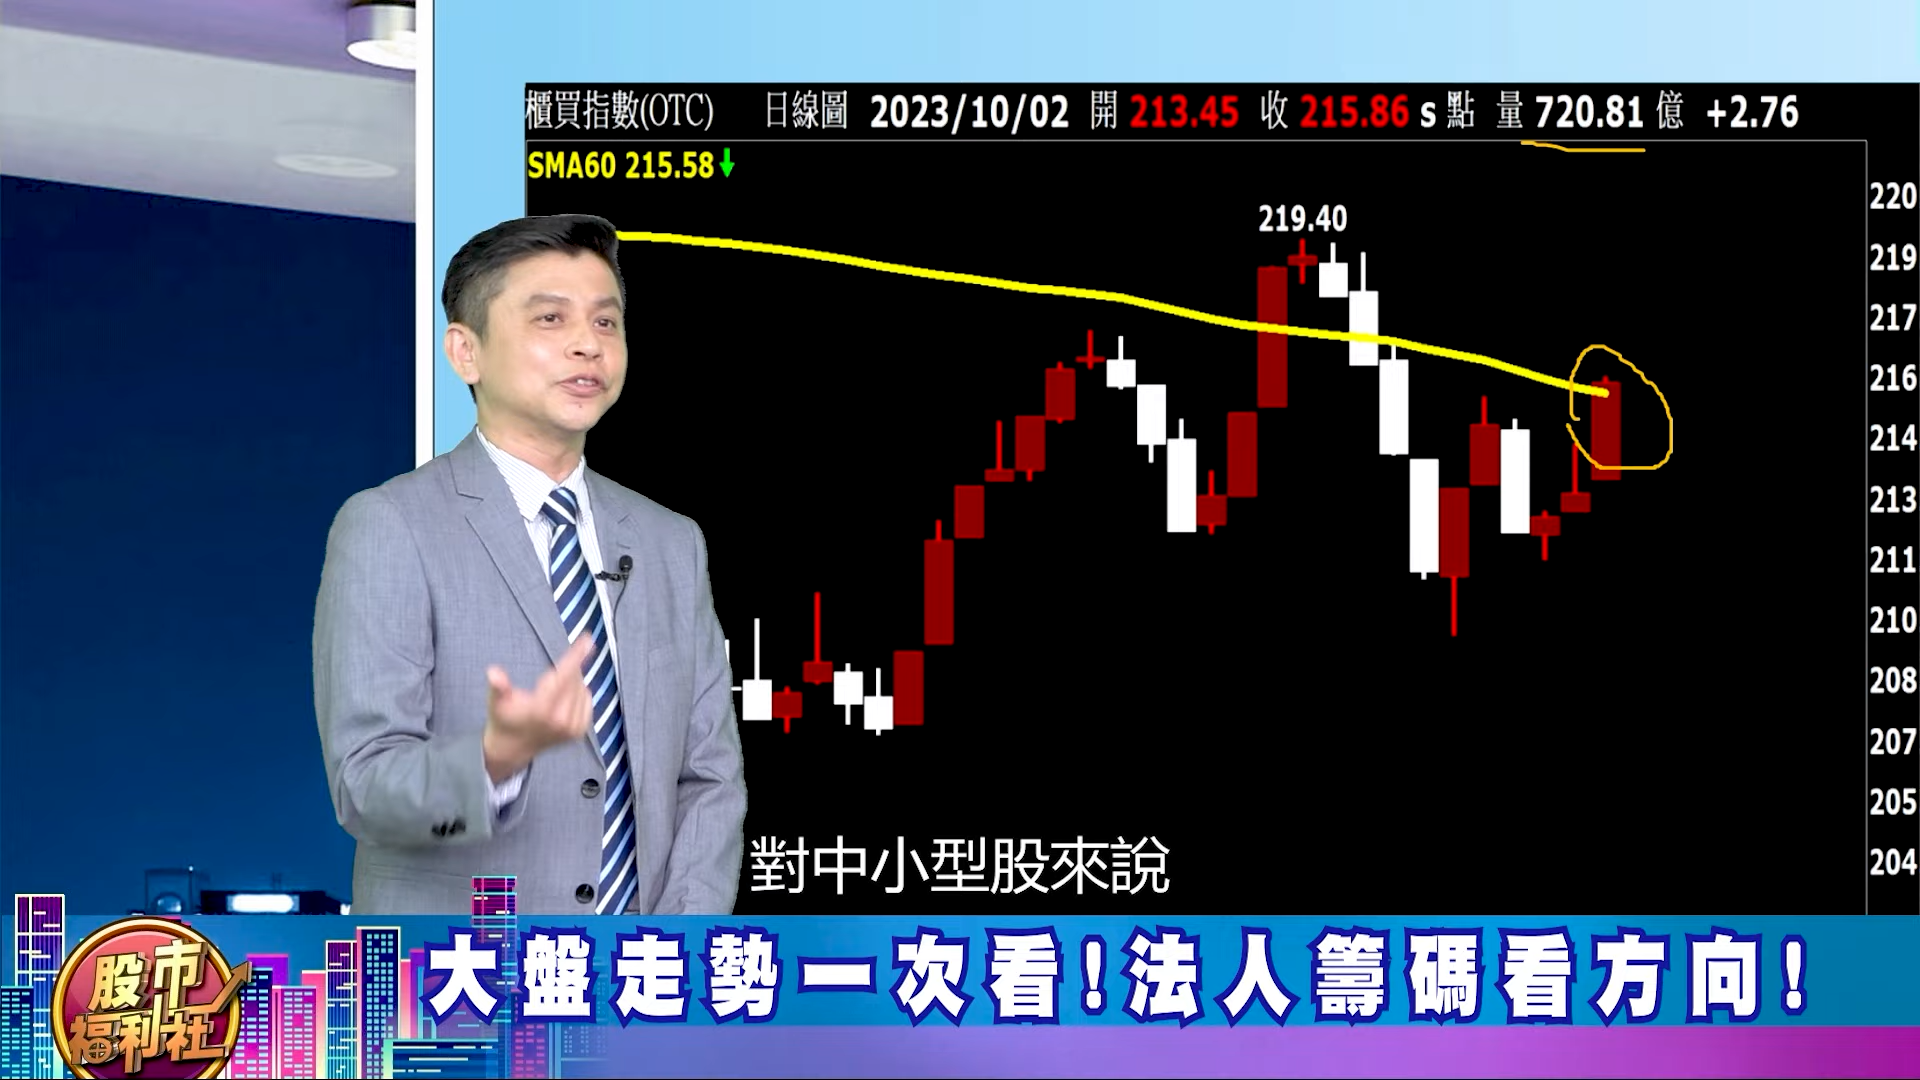 櫃買指數(OTC) 日線圖 2023/10/02 開 213.45 收 215.86 s 點 量 720.81 億 +2.76
SMA60 215.58↓
220
219.40
219
217
216
214
213
211
210
208
207
205
204
對中小型股來說
大盤走勢一次看!法人籌碼看方向!
股市
福利社